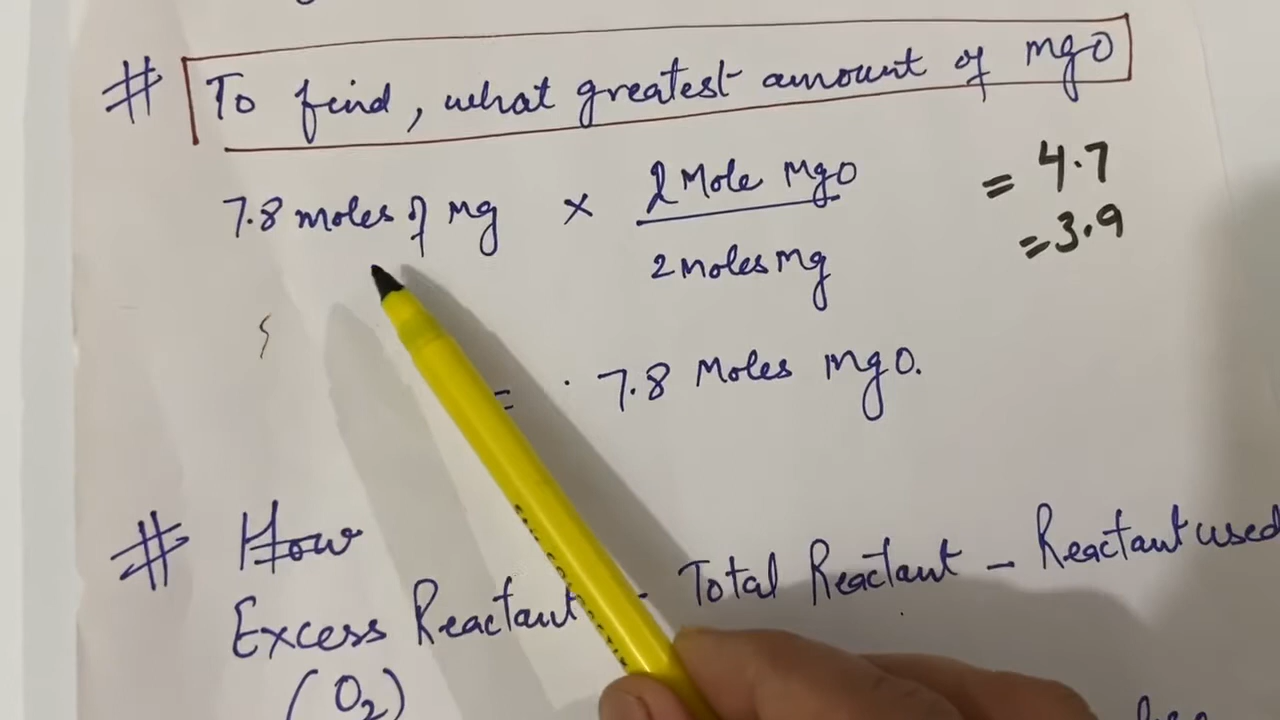 # To find, what greatest amount of MgO
7.8 moles of Mg × 2 Mole MgO = 4.7
2 moles Mg = 3.9
= 7.8 Moles MgO.
# How
Excess Reactant - Total Reactant - Reactant used
(O₂)